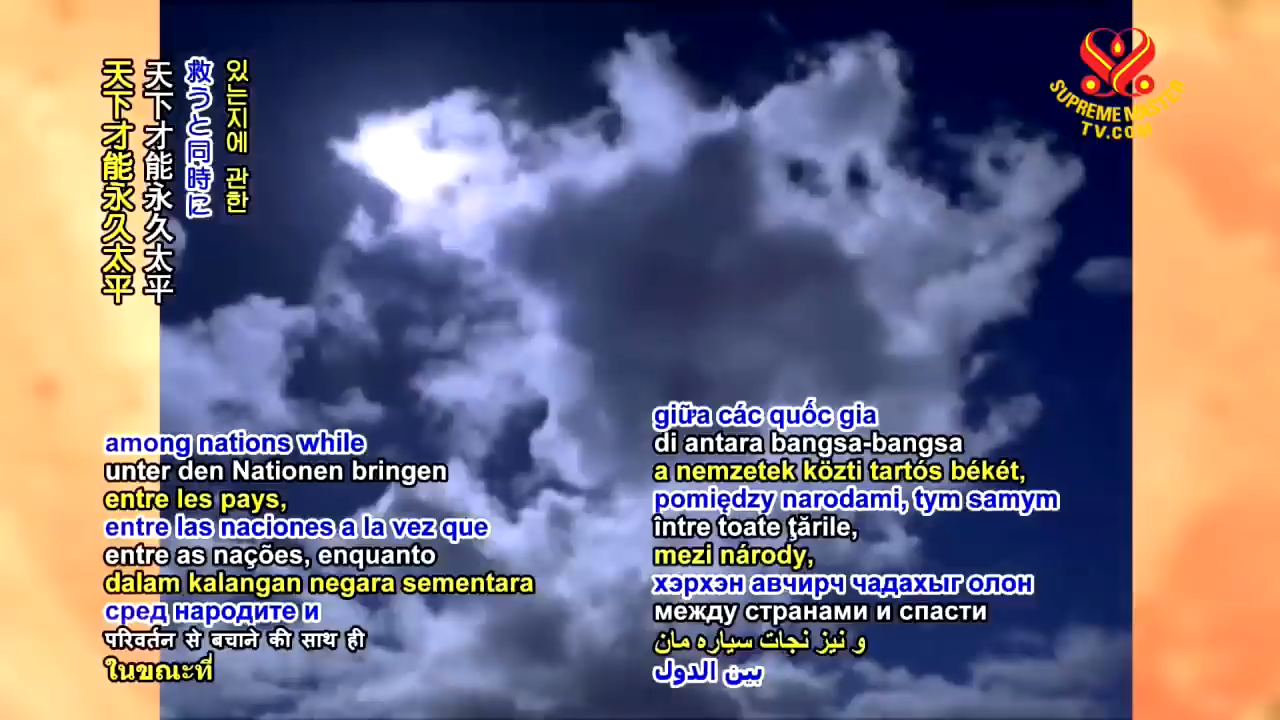 天下才能永久太平
天下才能永久太平
救うと同時に
있는지에 관한
SUPREME MASTER
TV.COM
among nations while
unter den Nationen bringen
entre les pays,
entre las naciones a la vez que
entre as nações, enquanto
dalam kalangan negara sementara
сред народите и
परिवर्तन से बचाने की साथ ही
ในขณะที่
giữa các quốc gia
di antara bangsa-bangsa
a nemzetek közti tartós békét,
pomiędzy narodami, tym samym
între toate ţările,
mezi národy,
хэрхэн авчирч чадахыг олон
между странами и спасти
و نیز نجات سیاره مان
بين الدول